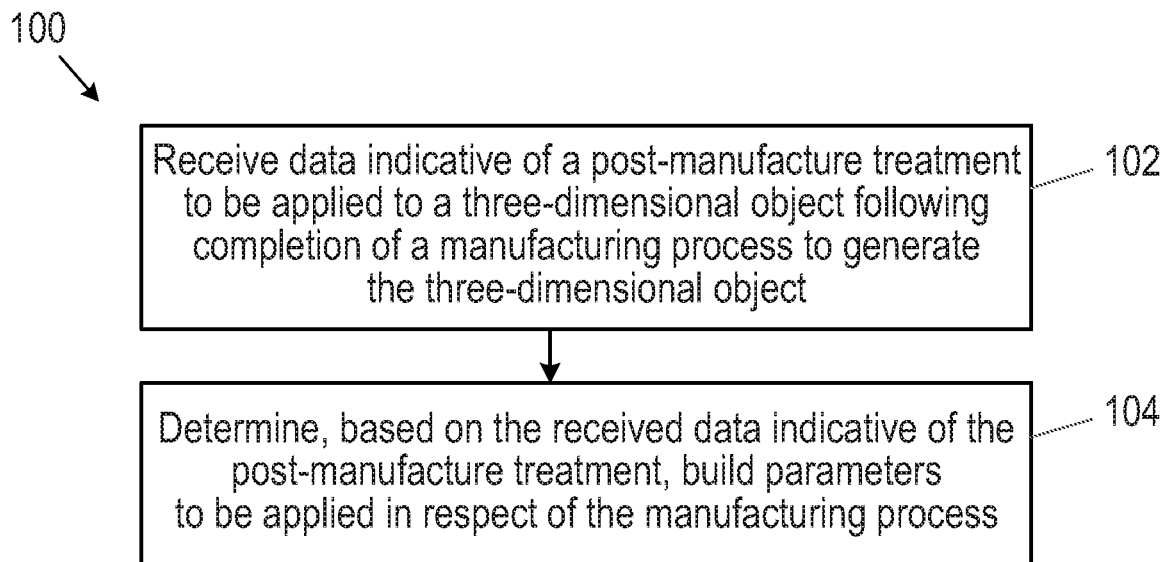 100
Receive data indicative of a post-manufacture treatment
to be applied to a three-dimensional object following
completion of a manufacturing process to generate
the three-dimensional object
102
Determine, based on the received data indicative of the
post-manufacture treatment, build parameters
to be applied in respect of the manufacturing process
104